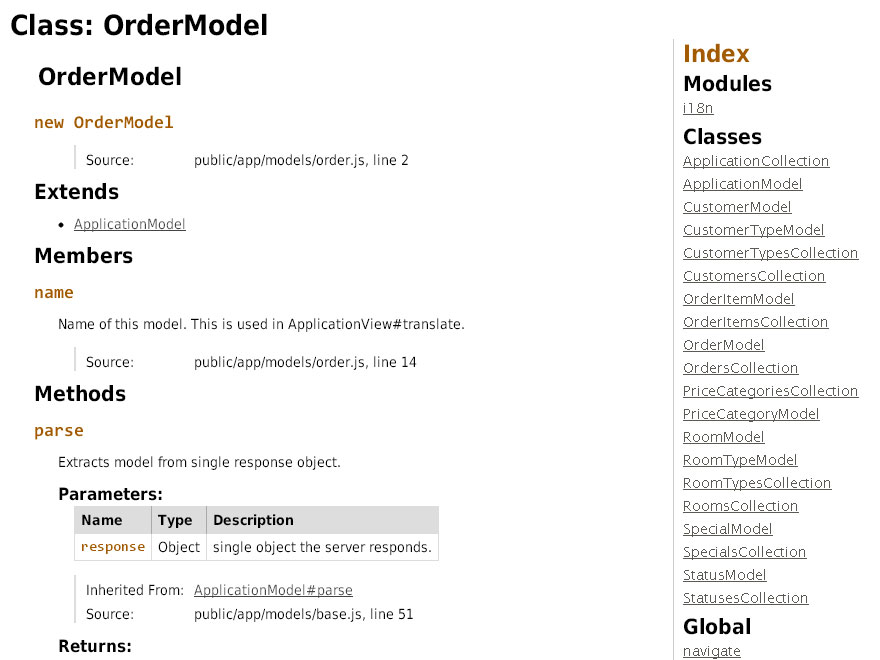 Class: OrderModel
OrderModel
new OrderModel
Source: public/app/models/order.js, line 2
Extends
• ApplicationModel
Members
name
Name of this model. This is used in ApplicationView#translate.
Source: public/app/models/order.js, line 14
Methods
parse
Extracts model from single response object.
Parameters:
Name Type Description
response Object single object the server responds.
Inherited From: ApplicationModel#parse
Source: public/app/models/base.js, line 51
Returns:
Index
Modules
i18n
Classes
ApplicationCollection
ApplicationModel
CustomerModel
CustomerTypeModel
CustomerTypesCollection
CustomersCollection
OrderItemModel
OrderItemsCollection
OrderModel
OrdersCollection
PriceCategoriesCollection
PriceCategoryModel
RoomModel
RoomTypeModel
RoomTypesCollection
RoomsCollection
SpecialModel
SpecialsCollection
StatusModel
StatusesCollection
Global
navigate